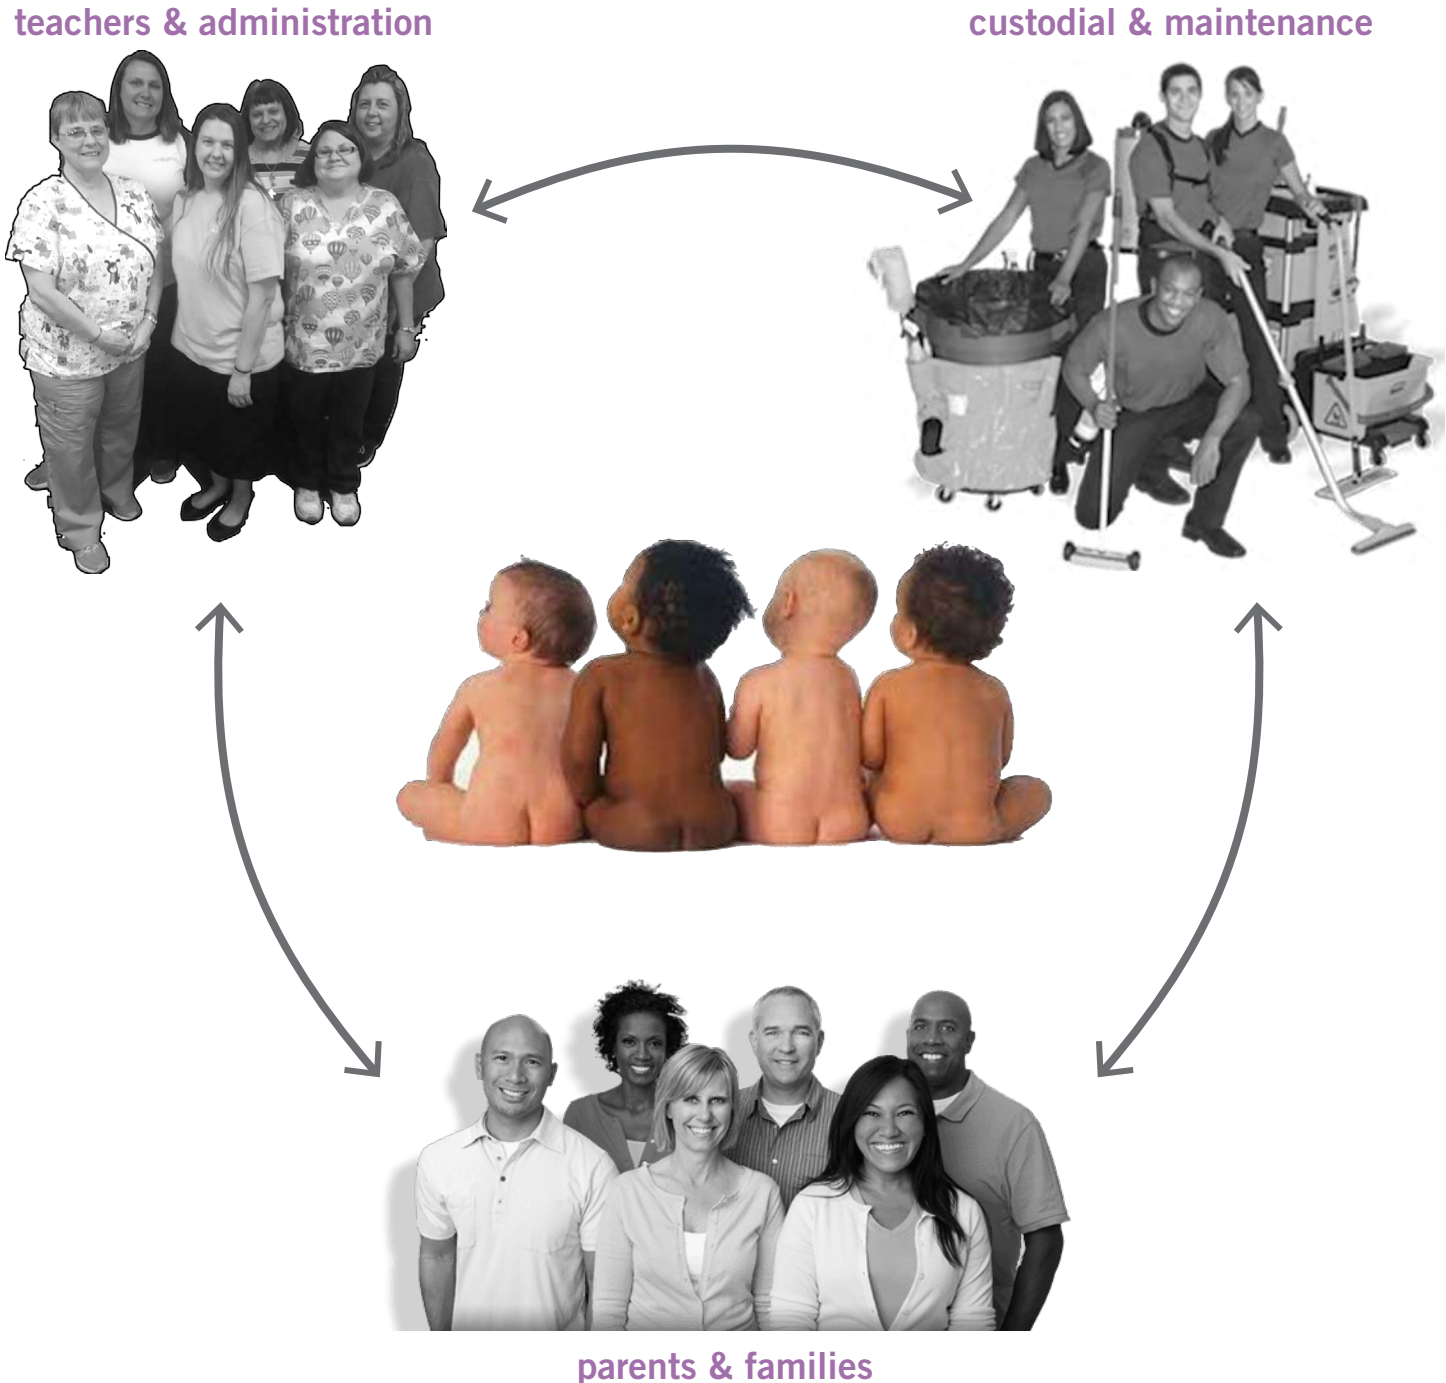 teachers & administration
custodial & maintenance
parents & families